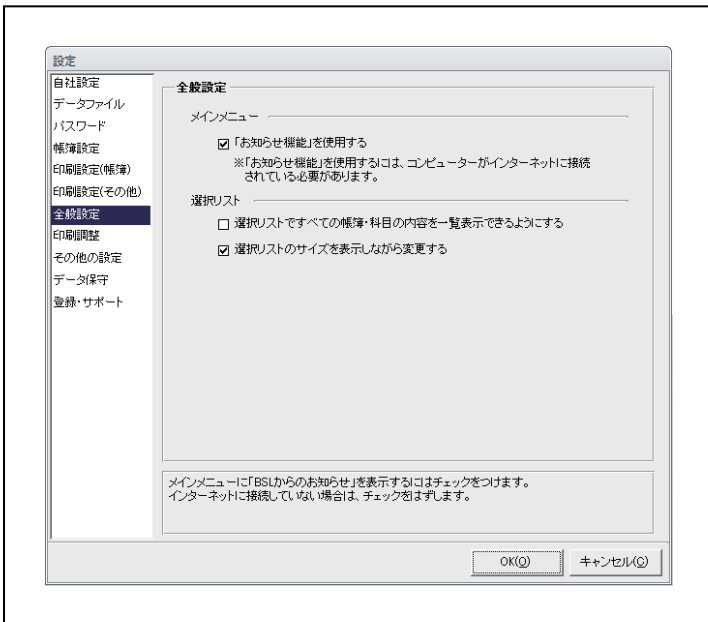 設定
自社設定
データファイル
パスワード
帳簿設定
印刷設定(帳簿)
印刷設定(その他)
全般設定
印刷調整
その他の設定
データ保守
登録・サポート
全般設定
メインメニュー
「お知らせ機能」を使用する
※「お知らせ機能」を使用するには、コンピューターがインターネットに接続
されている必要があります。
選択リスト
選択リストですべての帳簿・科目の内容を一覧表示できるようにする
選択リストのサイズを表示しながら変更する
メインメニューに「BSLからのお知らせ」を表示するにはチェックをつけます。
インターネットに接続していない場合は、チェックをはずします。
OK(O)
キャンセル(C)